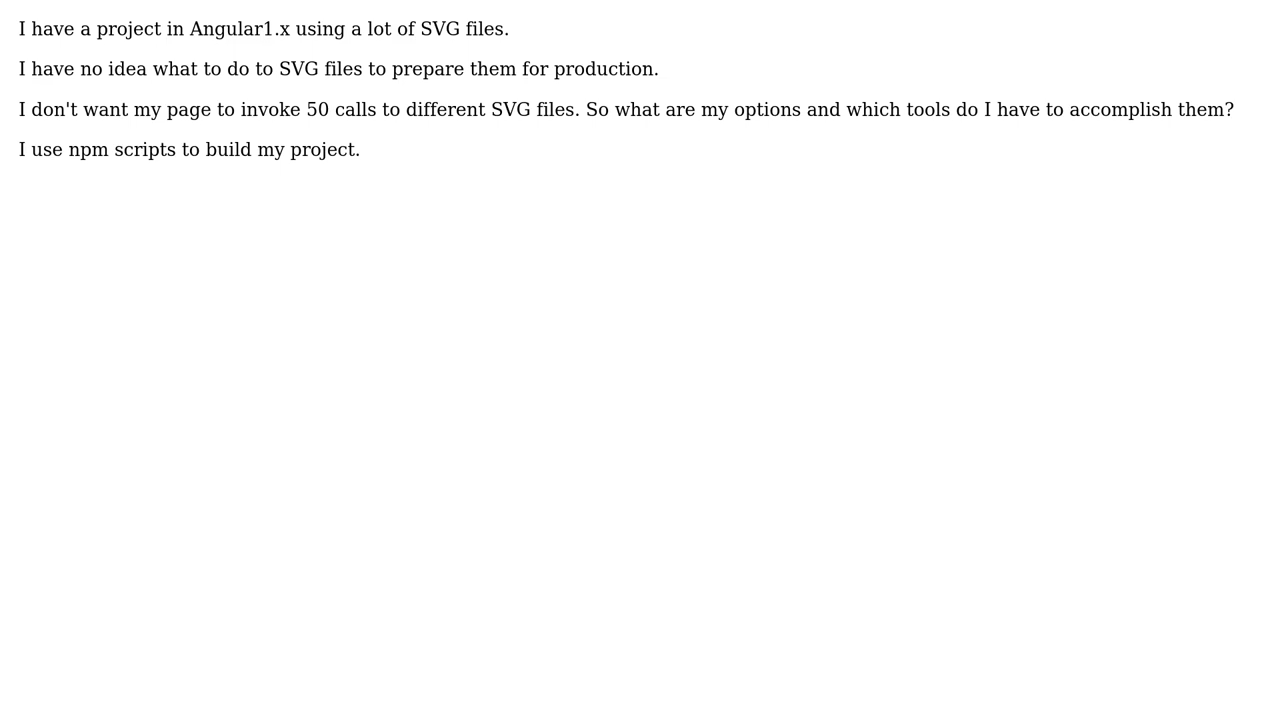 I have a project in Angular1.x using a lot of SVG files.
I have no idea what to do to SVG files to prepare them for production.
I don't want my page to invoke 50 calls to different SVG files. So what are my options and which tools do I have to accomplish them?
I use npm scripts to build my project.